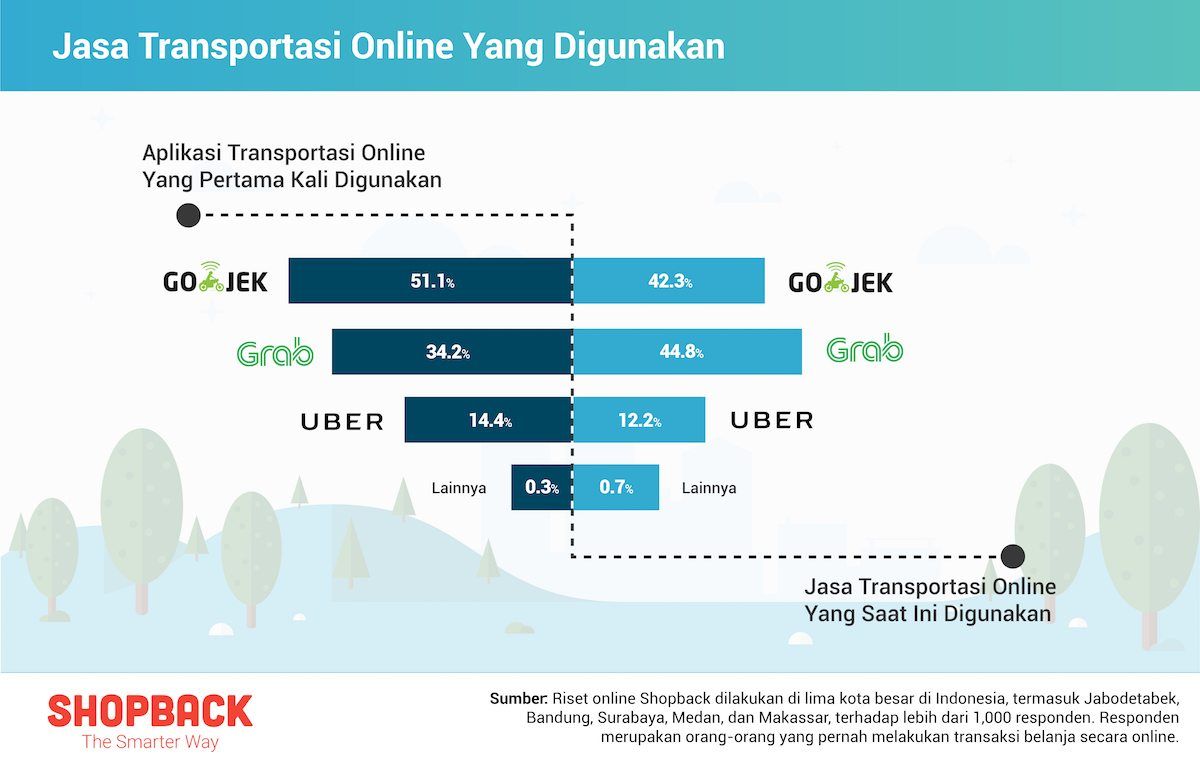 Jasa Transportasi Online Yang Digunakan
Aplikasi Transportasi Online
Yang Pertama Kali Digunakan
GO JEK 51.1% 42.3% GO JEK
Grab 34.2% 44.8% Grab
UBER 14.4% 12.2% UBER
Lainnya 0.3% 0.7% Lainnya
Jasa Transportasi Online
Yang Saat Ini Digunakan
SHOPBACK
The Smarter Way
Sumber: Riset online Shopback dilakukan di lima kota besar di Indonesia, termasuk Jabodetabek,
Bandung, Surabaya, Medan, dan Makassar, terhadap lebih dari 1,000 responden. Responden
merupakan orang-orang yang pernah melakukan transaksi belanja secara online.